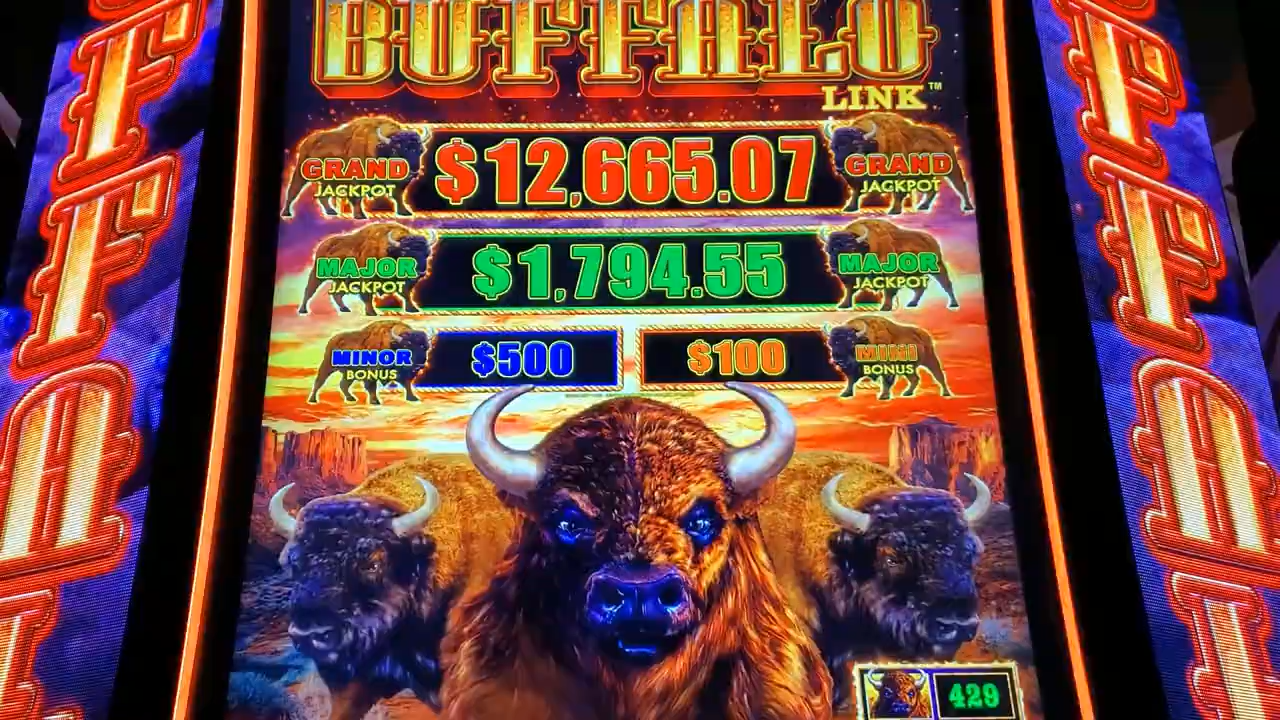 BUFFALO
LINK™
GRAND JACKPOT $12,665.07 GRAND JACKPOT
MAJOR JACKPOT $1,794.55 MAJOR JACKPOT
MINOR BONUS $500 $100 MINI BONUS
429